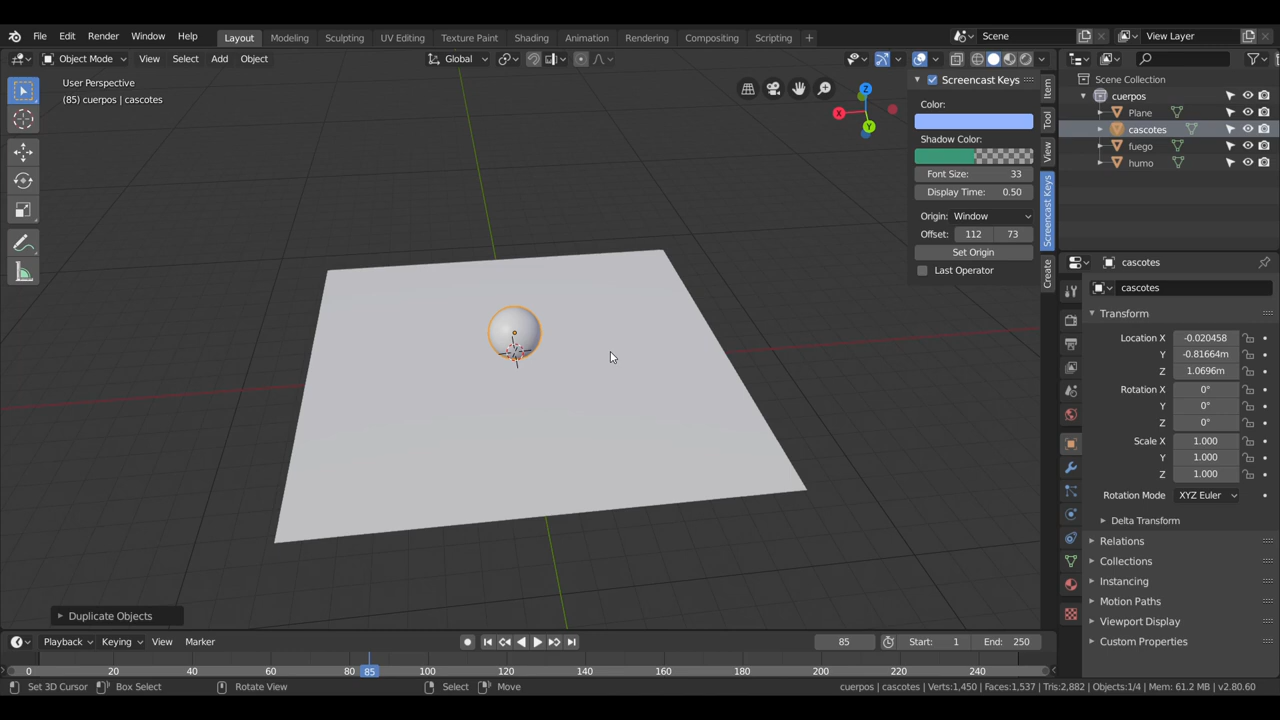 File Edit Render Window Help Layout Modeling Sculpting UV Editing Texture Paint Shading Animation Rendering Compositing Scripting + Scene View Layer
Object Mode View Select Add Object Global
User Perspective
(85) cuerpos | cascotes
Screencast Keys
Color:
Shadow Color:
Font Size: 33
Display Time: 0.50
Origin: Window
Offset: 112 73
Set Origin
Last Operator
Item
Tool
View
Screencast Keys
Create
X
Y
Z
Scene Collection
cuerpos
Plane
cascotes
fuego
humo
cascotes
cascotes
Transform
Location X -0.020458
Y -0.81664m
Z 1.0696m
Rotation X 0°
Y 0°
Z 0°
Scale X 1.000
Y 1.000
Z 1.000
Rotation Mode XYZ Euler
Delta Transform
Relations
Collections
Instancing
Motion Paths
Viewport Display
Custom Properties
Duplicate Objects
Playback Keying View Marker 85 Start: 1 End: 250
0 20 40 60 80 85 100 120 140 160 180 200 220 240
Set 3D Cursor Box Select Rotate View Select Move cuerpos | cascotes | Verts:1,450 | Faces:1,537 | Tris:2,882 | Objects:1/4 | Mem: 61.2 MB | v2.80.60